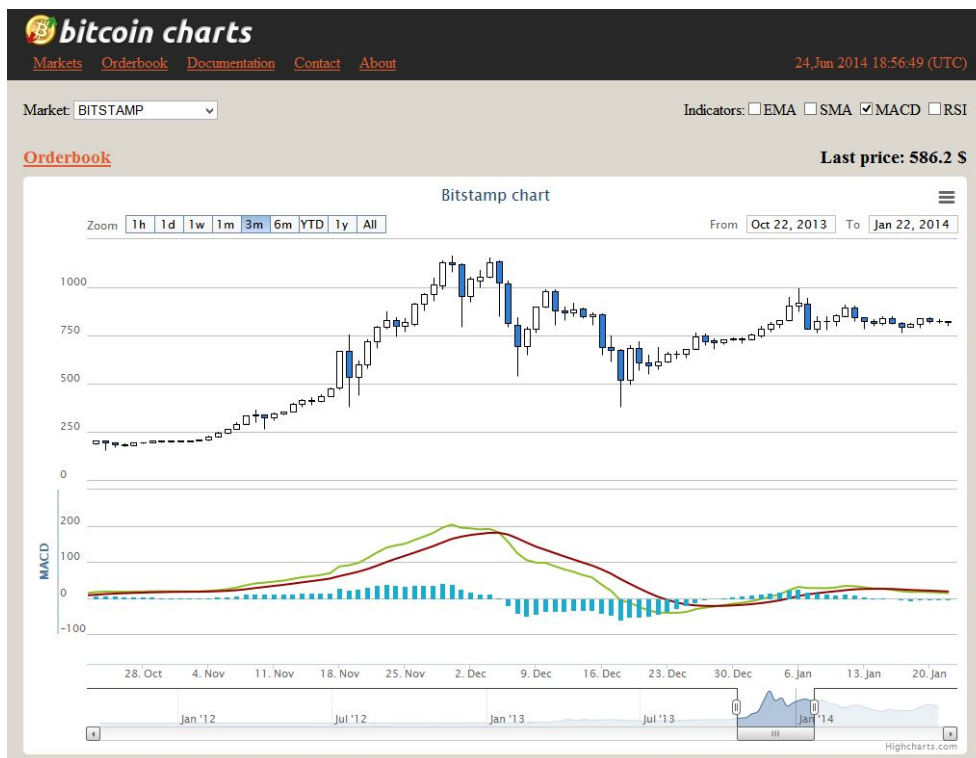 bitcoin charts
Markets Orderbook Documentation Contact About 24,Jun 2014 18:56:49 (UTC)
Market: BITSTAMP Indicators: EMA SMA MACD RSI
Orderbook Last price: 586.2 $
Bitstamp chart
Zoom 1h 1d 1w 1m 3m 6m YTD 1y All From Oct 22, 2013 To Jan 22, 2014
1000
750
500
250
0
MACD
200
100
0
-100
28. Oct 4. Nov 11. Nov 18. Nov 25. Nov 2. Dec 9. Dec 16. Dec 23. Dec 30. Dec 6. Jan 13. Jan 20. Jan
Jan '12 Jul '12 Jan '13 Jul '13 Jan '14
Highcharts.com